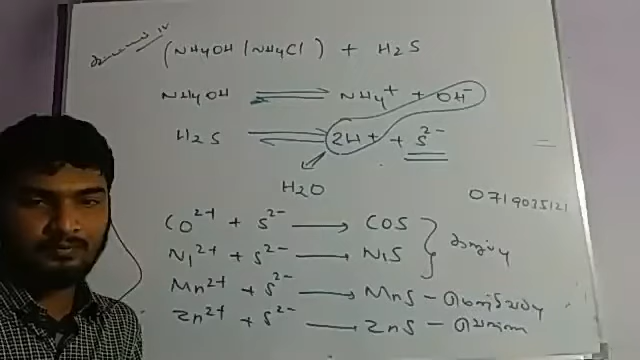 (NH4OH / NH4Cl) + H2S
NH4OH ⇌ NH4+ + OH-
H2S ⇌ 2H+ + S2-
H2O
0719035121
CO2+ + S2- → COS
Ni2+ + S2- → NiS
Mn2+ + S2- → MnS -
Zn2+ + S2- → ZnS -